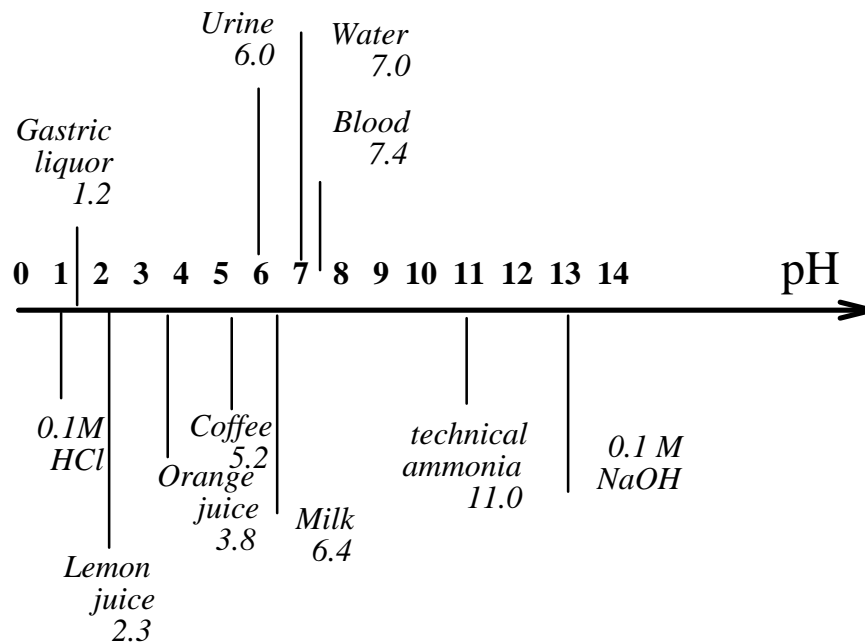 Urine
6.0
Water
7.0
Blood
7.4
Gastric
liquor
1.2
0 1 2 3 4 5 6 7 8 9 10 11 12 13 14 pH
0.1M
HCl
Coffee
5.2
Orange
juice
3.8
technical
ammonia
11.0
0.1 M
NaOH
Milk
6.4
Lemon
juice
2.3